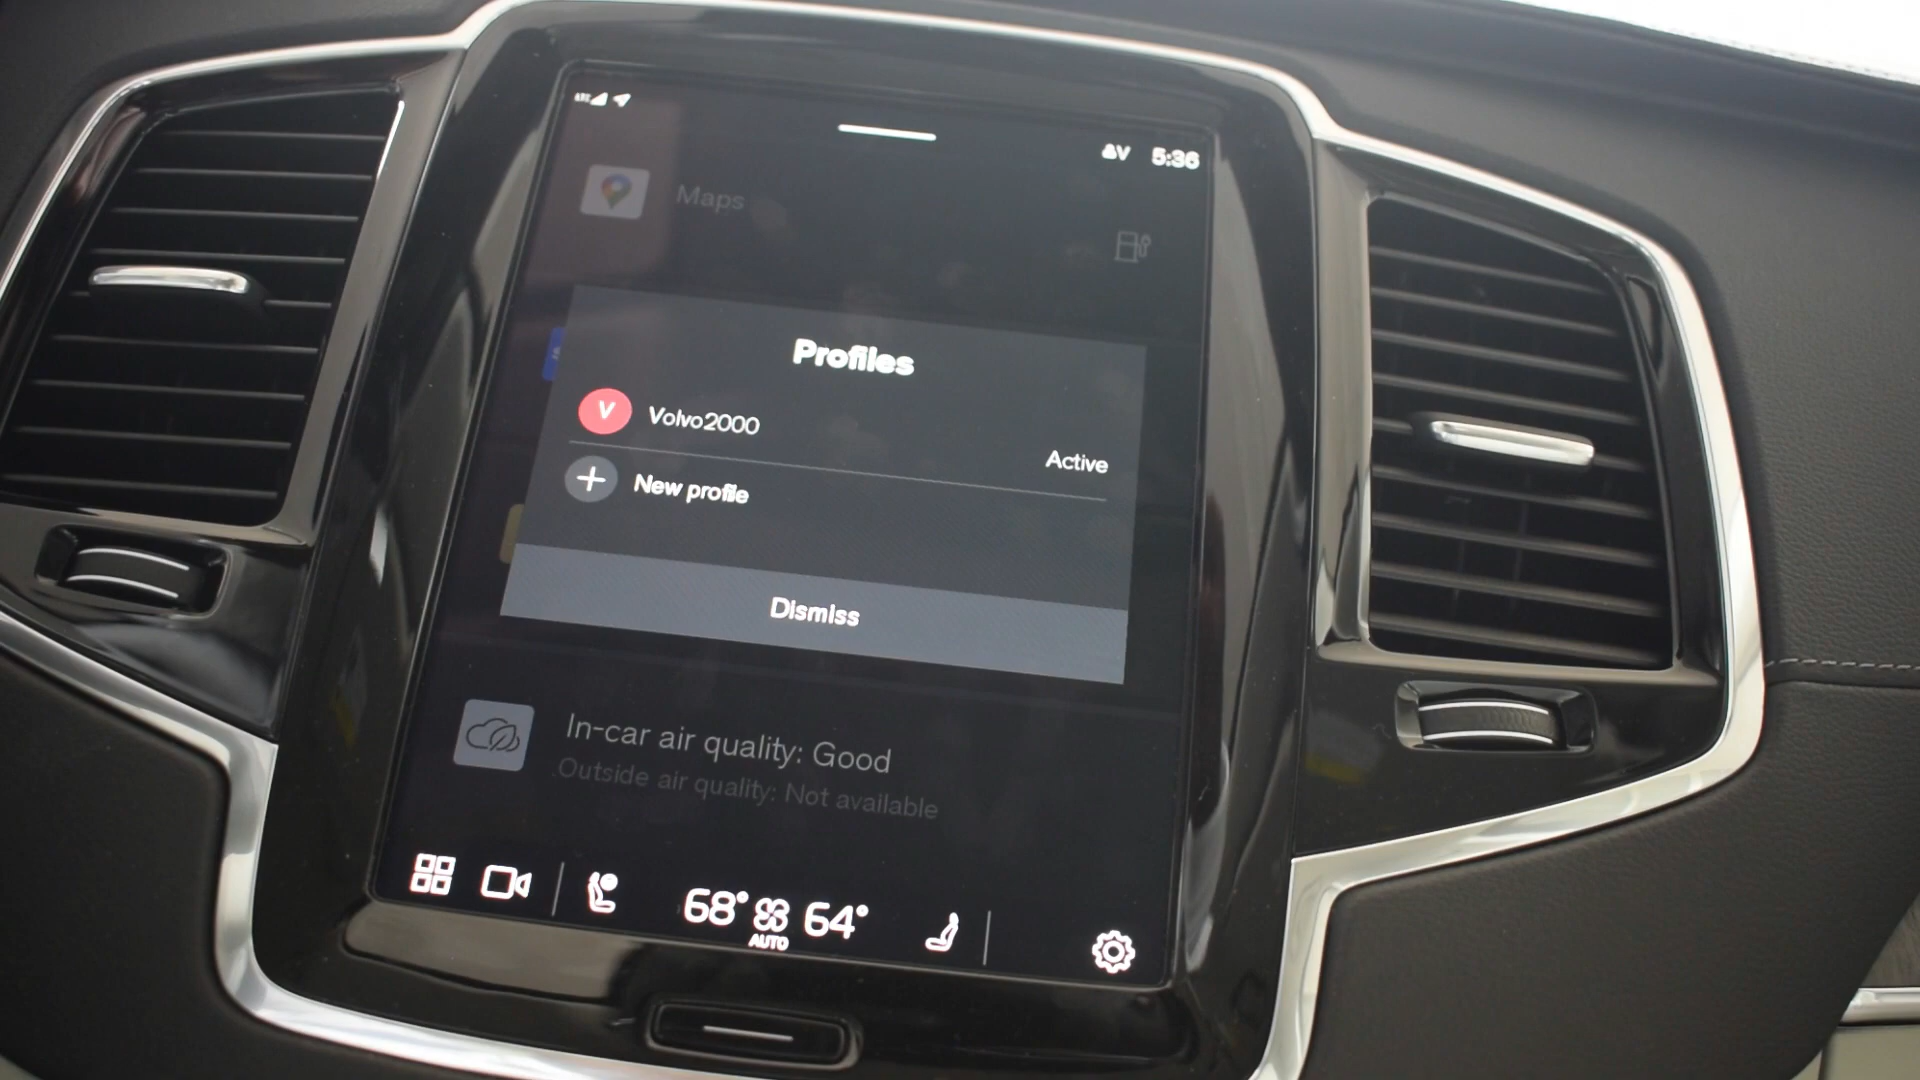 LTE
V 5:36
Maps
Profiles
V Volvo2000
Active
New profile
Dismiss
In-car air quality: Good
Outside air quality: Not available
68° 64°
AUTO